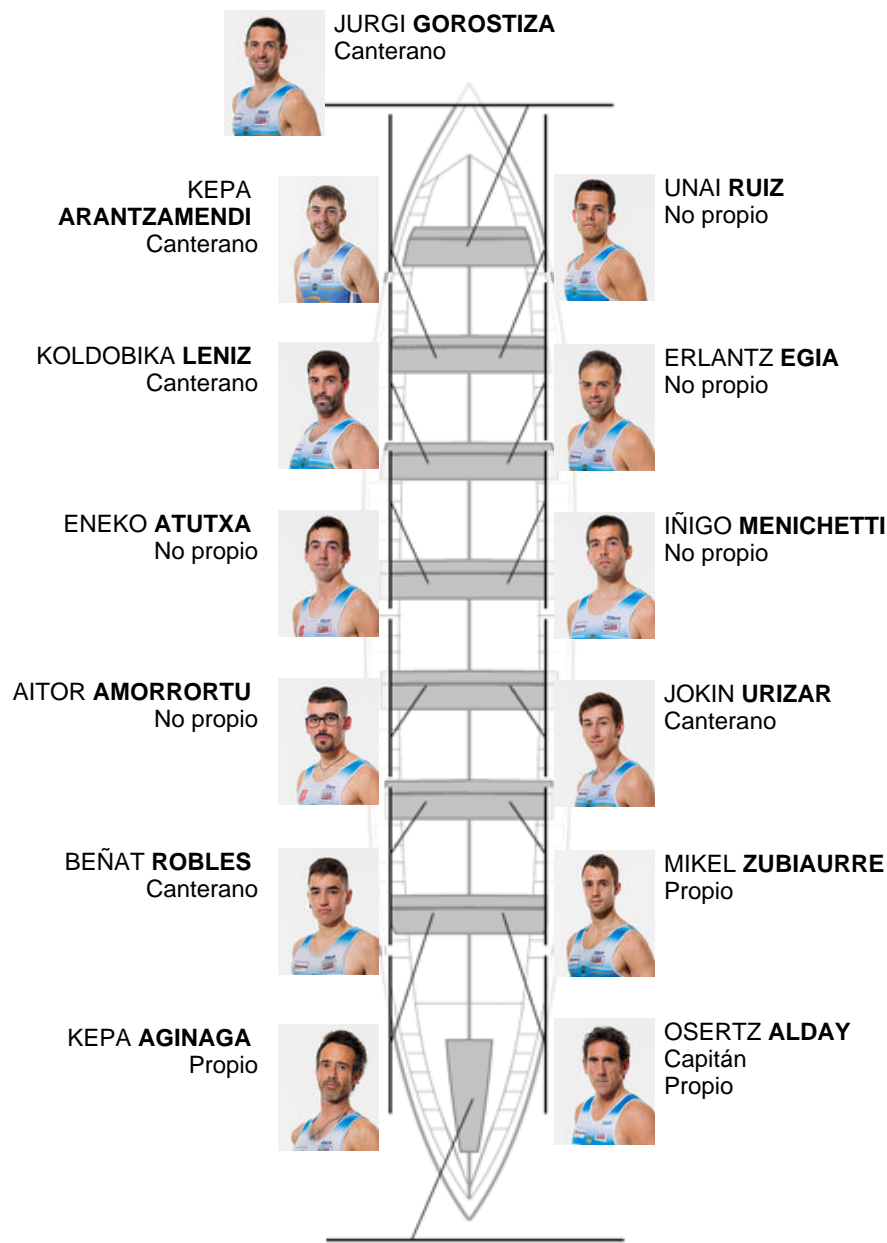 JURGI GOROSTIZA
Canterano
KEPA
ARANTZAMENDI
Canterano
UNAI RUIZ
No propio
KOLDOBIKA LENIZ
Canterano
ERLANTZ EGIA
No propio
ENEKO ATUTXA
No propio
IÑIGO MENICHETTI
No propio
AITOR AMORRORTU
No propio
JOKIN URIZAR
Canterano
BEÑAT ROBLES
Canterano
MIKEL ZUBIAURRE
Propio
KEPA AGINAGA
Propio
OSERTZ ALDAY
Capitán
Propio